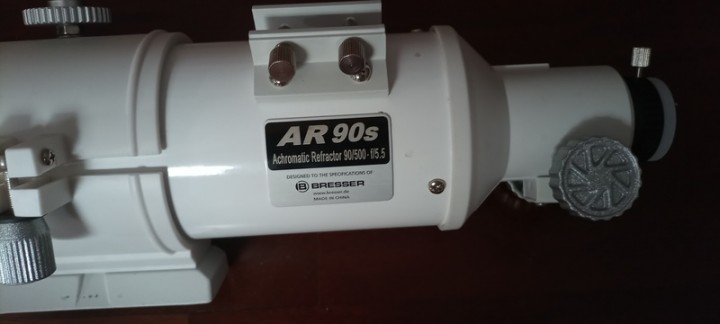 AR 90s
Achromatic Refractor 90/500 - f/5.5
DESIGNED TO THE SPECIFICATIONS OF
B BRESSER
www.bresser.de
MADE IN CHINA